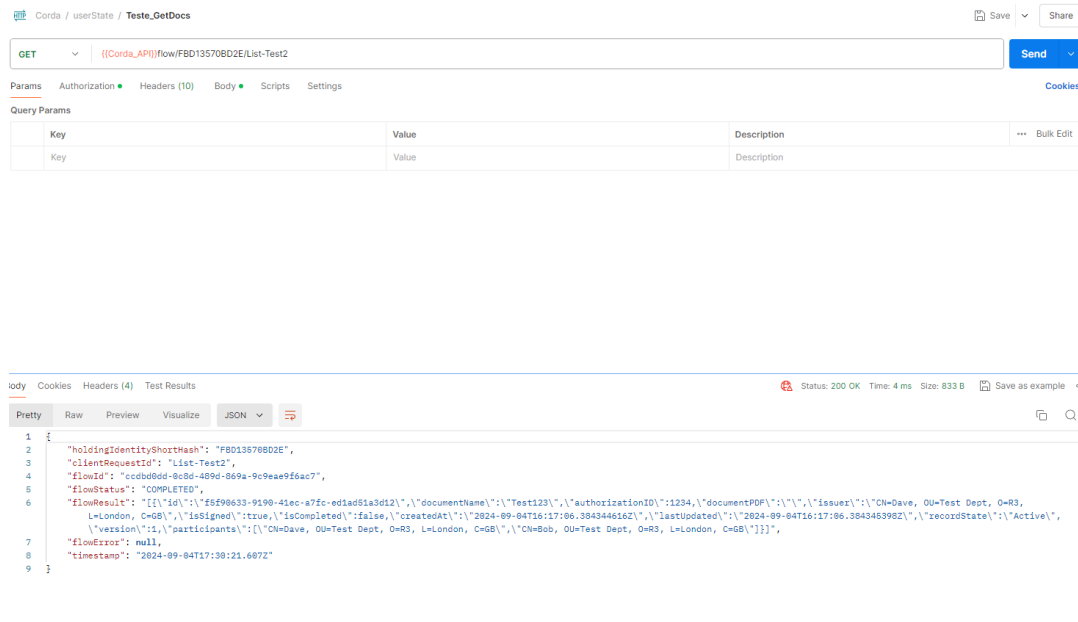 HTTP Corda / userState / Teste_GetDocs Save Share
GET {{Corda_API}}flow/FBD13570BD2E/List-Test2 Send
Params Authorization Headers (10) Body Scripts Settings Cookies
Query Params
Key Value Description ••• Bulk Edit
Key Value Description
Body Cookies Headers (4) Test Results Status: 200 OK Time: 4 ms Size: 833 B Save as example
Pretty Raw Preview Visualize JSON
1 {
2 "holdingIdentityShortHash": "FBD13570BD2E",
3 "clientRequestId": "List-Test2",
4 "flowId": "ccdbd0dd-0c8d-489d-869a-9c9eae9f6ac7",
5 "flowStatus": "COMPLETED",
6 "flowResult": "[{\"id\":\"f5f90633-9190-41ec-a7fc-ed1ad51a3d12\",\"documentName\":\"Test123\",\"authorizationID\":1234,\"documentPDF\":\"\",\"issuer\":\"CN=Dave, OU=Test Dept, O=R3,
L=London, C=GB\",\"isSigned\":true,\"isCompleted\":false,\"createdAt\":\"2024-09-04T16:17:06.384344616Z\",\"lastUpdated\":\"2024-09-04T16:17:06.384345398Z\",\"recordState\":\"Active\",
\"version\":1,\"participants\":[\"CN=Dave, OU=Test Dept, O=R3, L=London, C=GB\",\"CN=Bob, OU=Test Dept, O=R3, L=London, C=GB\"]}]",
7 "flowError": null,
8 "timestamp": "2024-09-04T17:30:21.607Z"
9 }